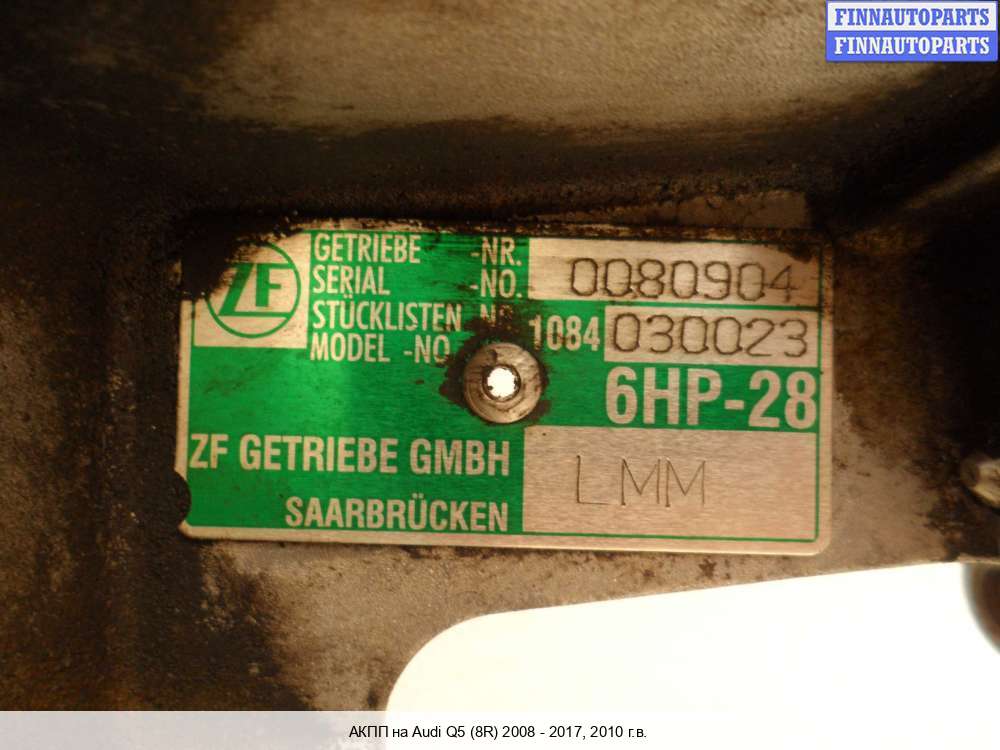 FINNAUTOPARTS
FINNAUTOPARTS
ZF
GETRIEBE -NR.
SERIAL -NO. 0080904
STÜCKLISTEN -NR.
MODEL -NO 1084 030023
6HP-28
ZF GETRIEBE GMBH
SAARBRÜCKEN
LMM
АКПП на Audi Q5 (8R) 2008 - 2017, 2010 г.в.